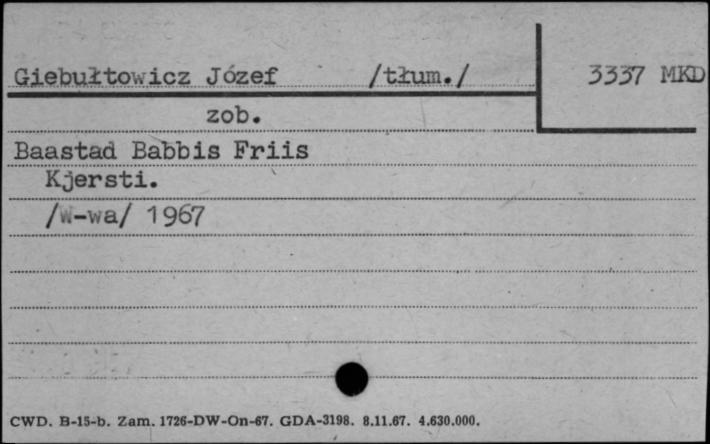 Giebułtowicz Józef /tłum./ 3337 MKD
zob.
Baastad Babbis Friis
Kjersti.
/W-wa/ 1967
CWD. B-15-b. Zam. 1726-DW-On-67. GDA-3198. 8.11.67. 4.630.000.